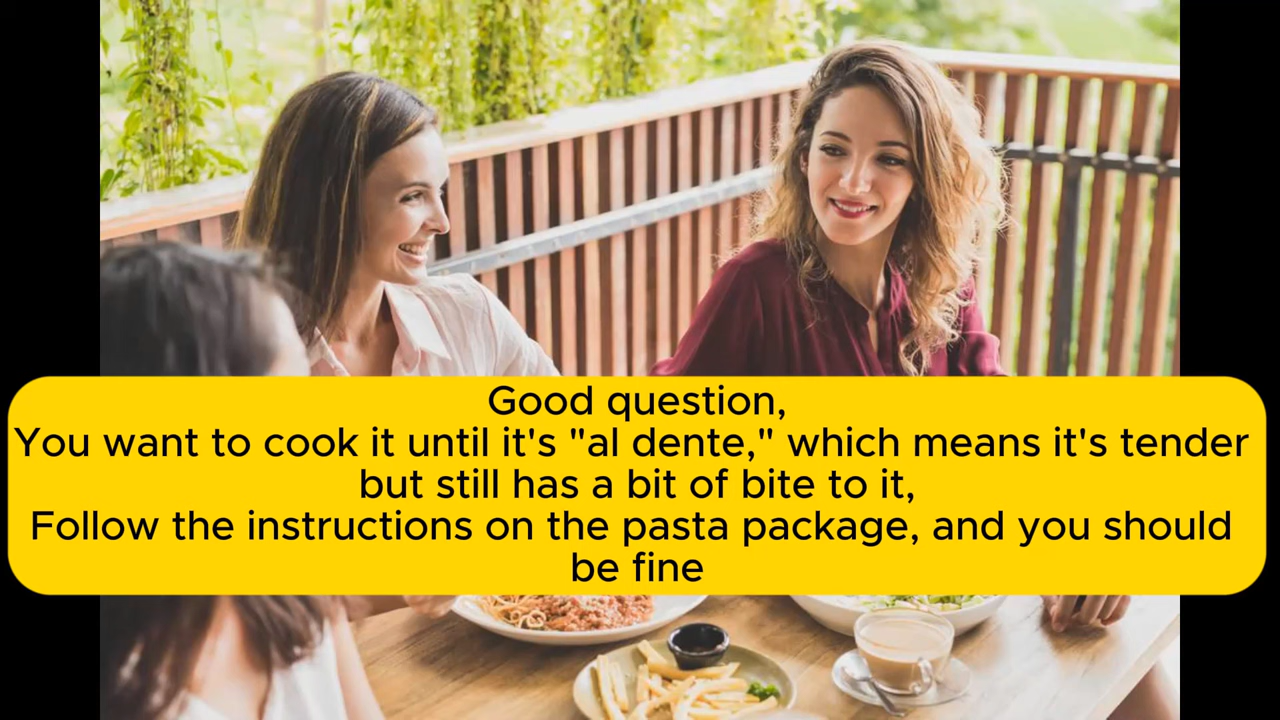 Good question,
You want to cook it until it's "al dente," which means it's tender
but still has a bit of bite to it,
Follow the instructions on the pasta package, and you should
be fine